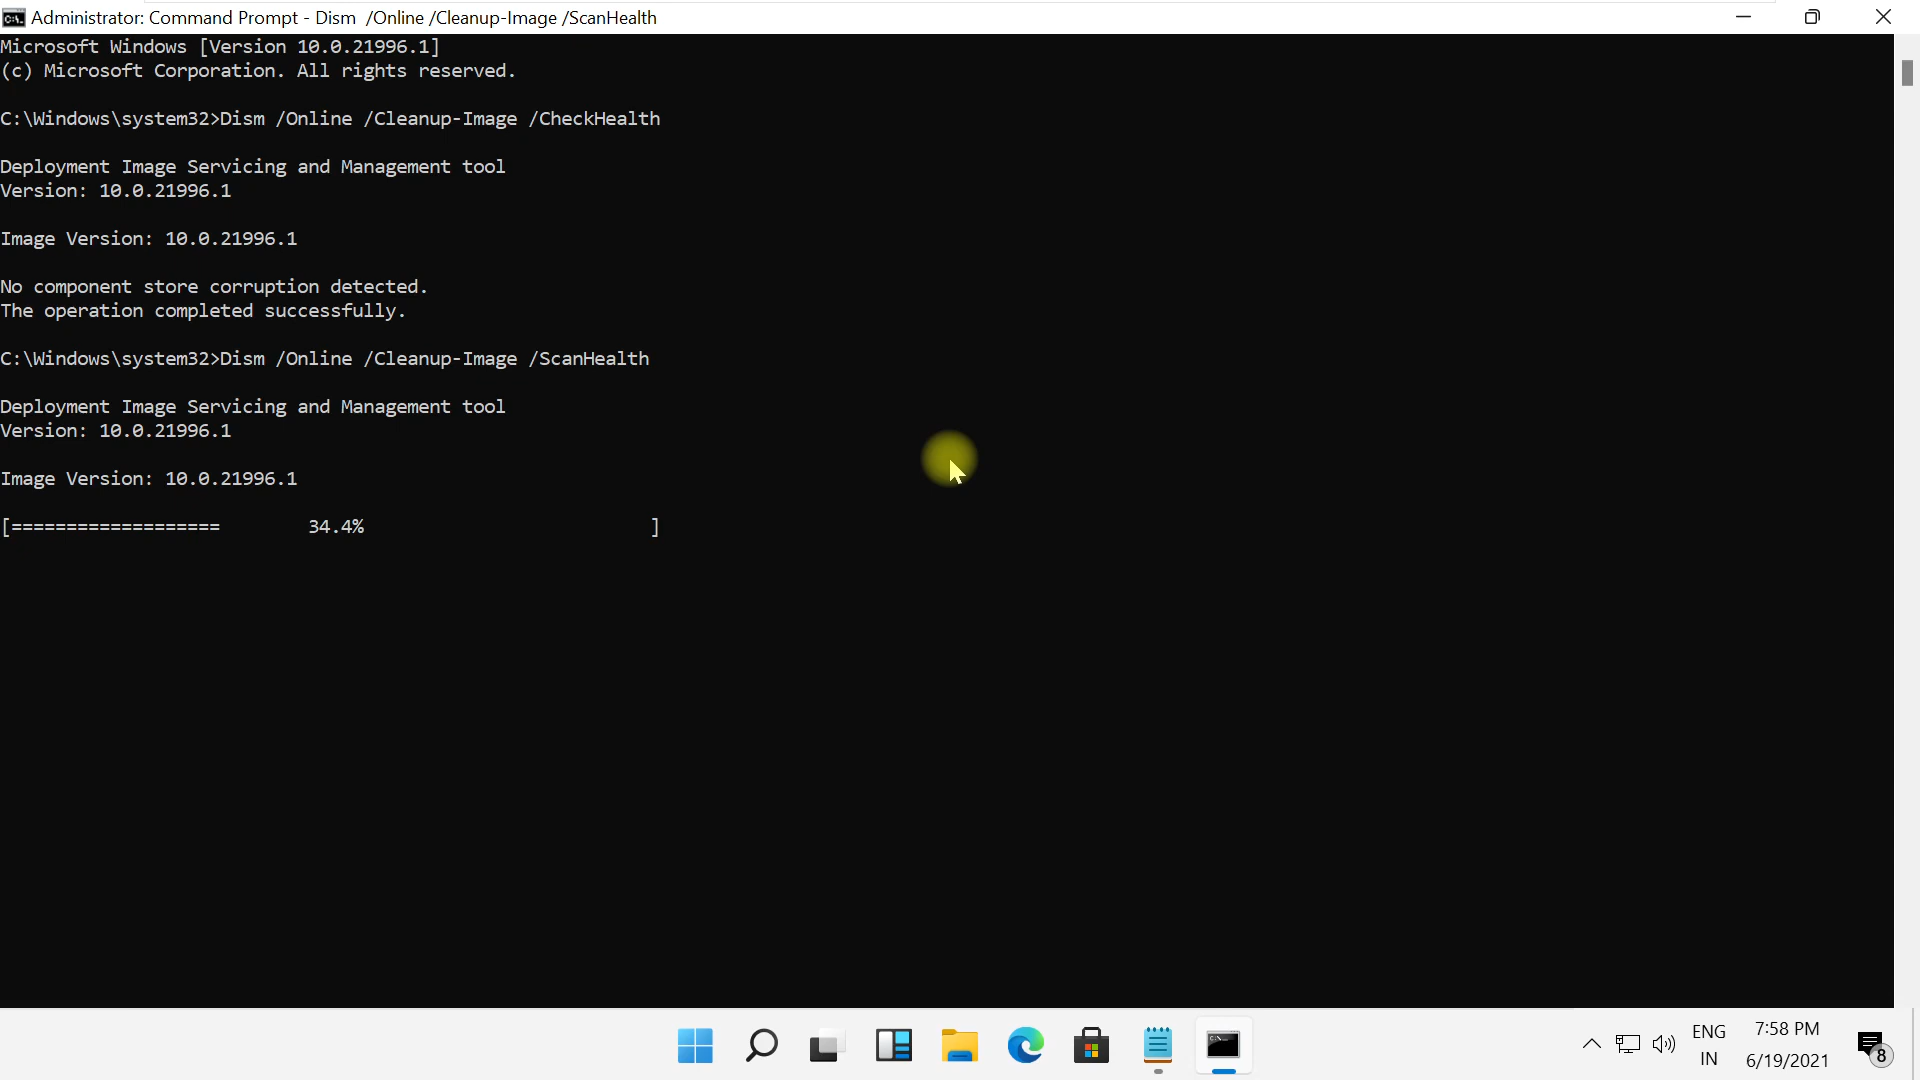 Administrator: Command Prompt - Dism  /Online /Cleanup-Image /ScanHealth
Microsoft Windows [Version 10.0.21996.1]
(c) Microsoft Corporation. All rights reserved.
C:\Windows\system32>Dism /Online /Cleanup-Image /CheckHealth
Deployment Image Servicing and Management tool
Version: 10.0.21996.1
Image Version: 10.0.21996.1
No component store corruption detected.
The operation completed successfully.
C:\Windows\system32>Dism /Online /Cleanup-Image /ScanHealth
Deployment Image Servicing and Management tool
Version: 10.0.21996.1
Image Version: 10.0.21996.1
[===================        34.4%                          ]
ENG
IN
7:58 PM
6/19/2021
8